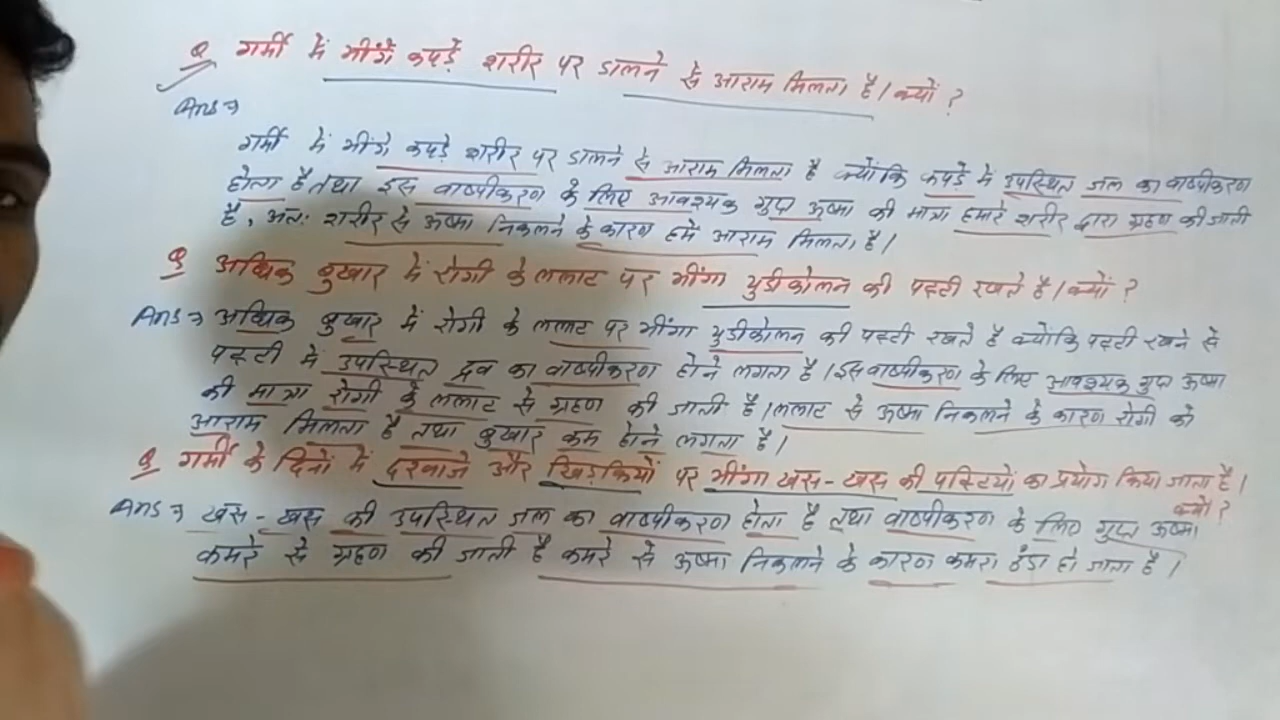 Q गर्मी में भींगे कपड़े शरीर पर डालने से आराम मिलता है। क्यों ?
Ans →
गर्मी में भींगे कपड़े शरीर पर डालने से आराम मिलता है क्योंकि कपड़े में उपस्थित जल का वाष्पीकरण
होता है तथा इस वाष्पीकरण के लिए आवश्यक गुप्त ऊष्मा की मात्रा हमारे शरीर द्वारा ग्रहण की जाती
है, अतः शरीर से ऊष्मा निकलने के कारण हमें आराम मिलता है।
Q अधिक बुखार में रोगी के ललाट पर भींगा युडीकोलन की पट्टी रखते है। क्यों ?
Ans → अधिक बुखार में रोगी के ललाट पर भींगा युडीकोलन की पट्टी रखते है क्योंकि पट्टी रखने से
पट्टी में उपस्थित द्रव का वाष्पीकरण होने लगता है। इस वाष्पीकरण के लिए आवश्यक गुप्त ऊष्मा
की मात्रा रोगी के ललाट से ग्रहण की जाती है। ललाट से ऊष्मा निकलने के कारण रोगी को
आराम मिलता है तथा बुखार कम होने लगता है।
Q गर्मी के दिनों में दरवाजे और खिड़कियों पर भींगा खस-खस की पट्टियों का प्रयोग किया जाता है।
क्यों ?
Ans → खस-खस की उपस्थित जल का वाष्पीकरण होता है तथा वाष्पीकरण के लिए गुप्त ऊष्मा
कमरे से ग्रहण की जाती है कमरे से ऊष्मा निकलने के कारण कमरा ठंडा हो जाता है।